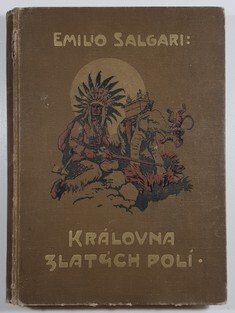 EMILIO SALGARI:
KRÁLOVNA
ZLATÝCH POLÍ·